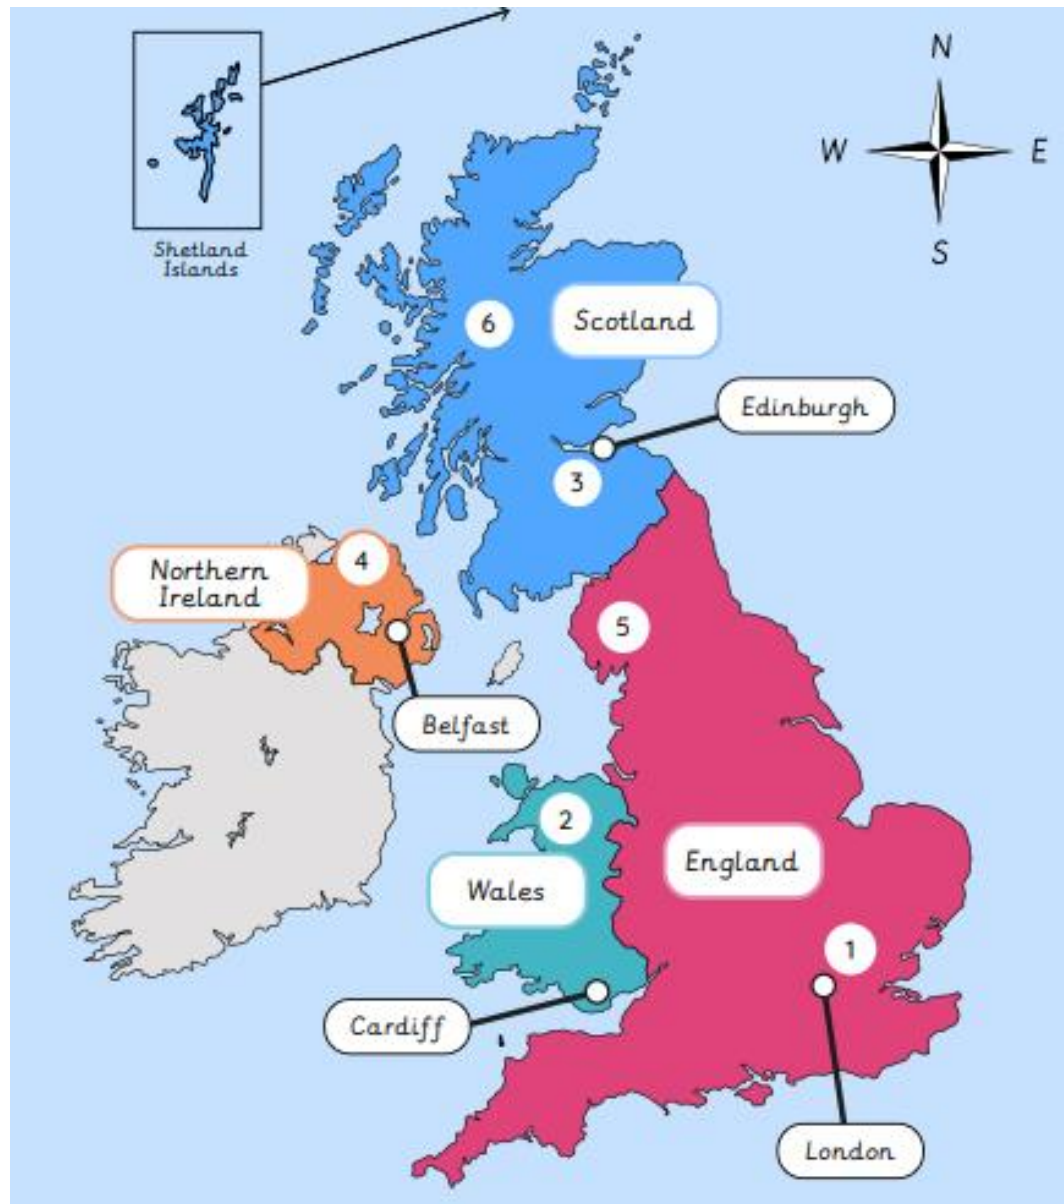 N
W
E
S
Shetland
Islands
6
Scotland
Edinburgh
3
4
Northern
Ireland
5
Belfast
2
England
Wales
1
Cardiff
London